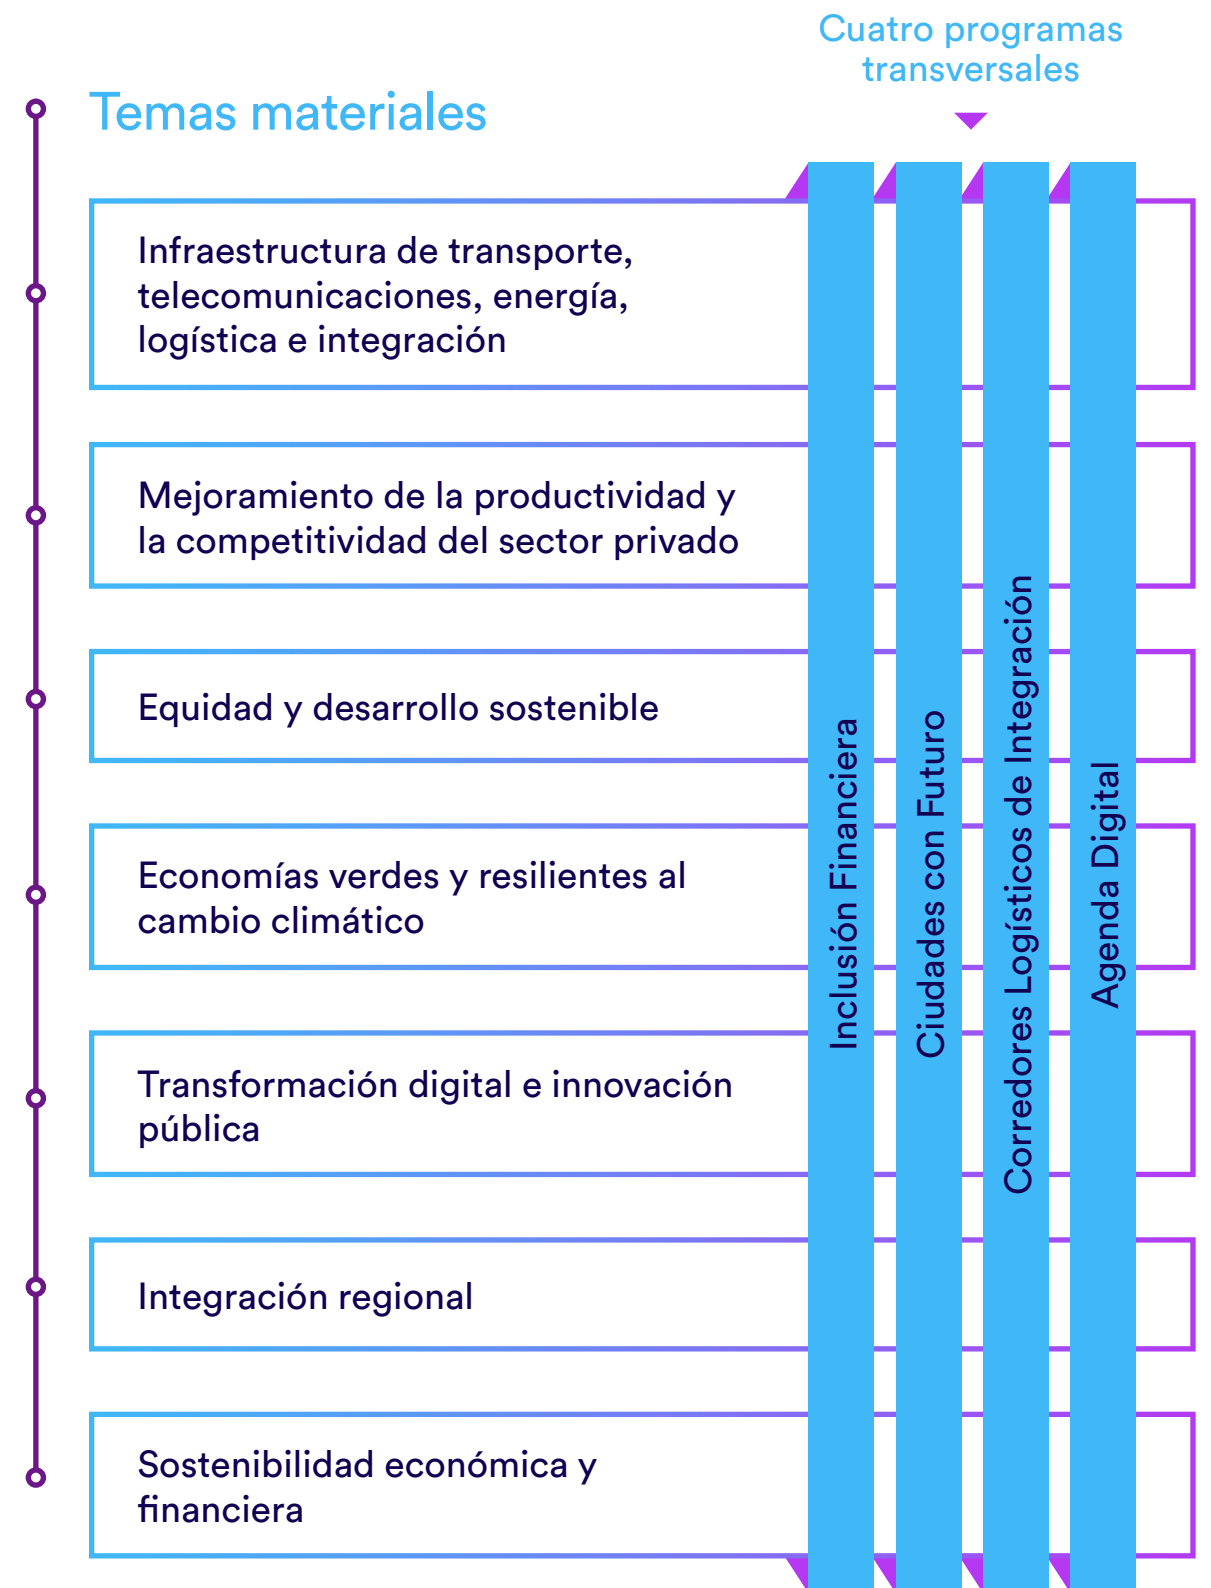 Cuatro programas
transversales
Temas materiales
Infraestructura de transporte,
telecomunicaciones, energía,
logística e integración
Mejoramiento de la productividad y
la competitividad del sector privado
Equidad y desarrollo sostenible
Economías verdes y resilientes al
cambio climático
Transformación digital e innovación
pública
Integración regional
Sostenibilidad económica y
financiera
Inclusión Financiera
Ciudades con Futuro
Corredores Logísticos de Integración
Agenda Digital